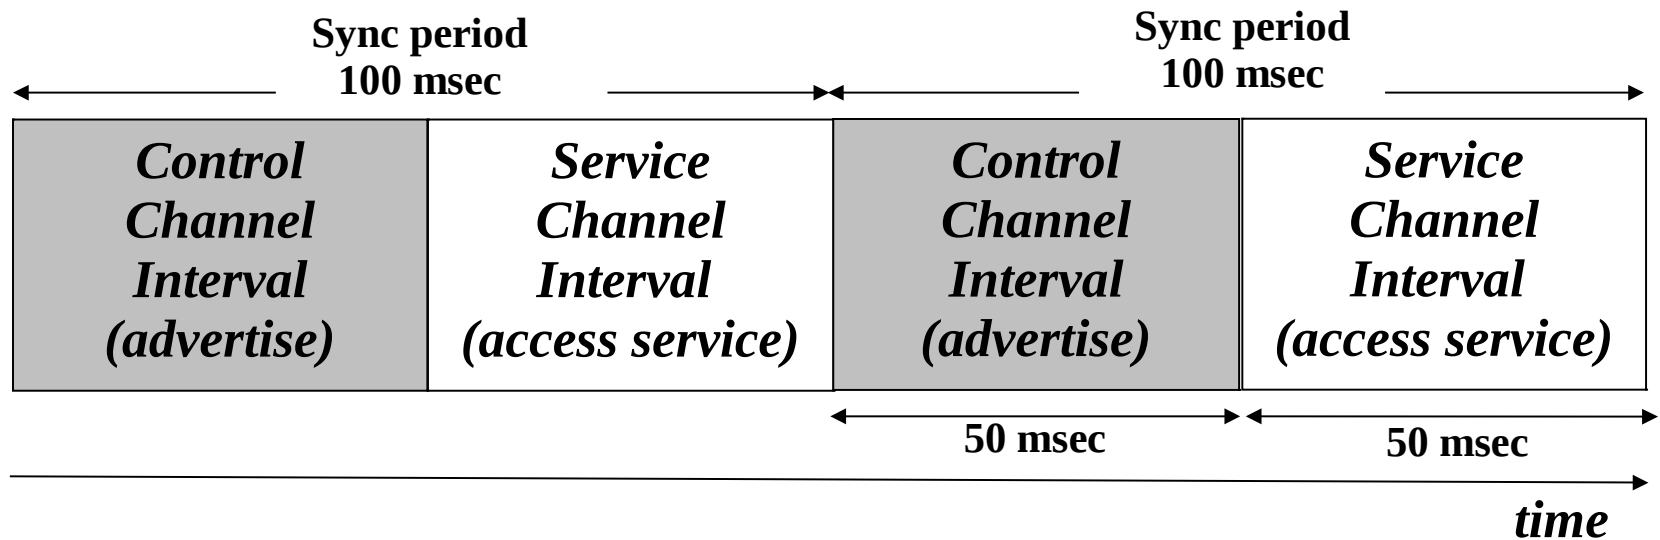 Sync period
100 msec
Sync period
100 msec
Control
Channel
Interval
(advertise)
Service
Channel
Interval
(access service)
Control
Channel
Interval
(advertise)
Service
Channel
Interval
(access service)
50 msec
50 msec
time